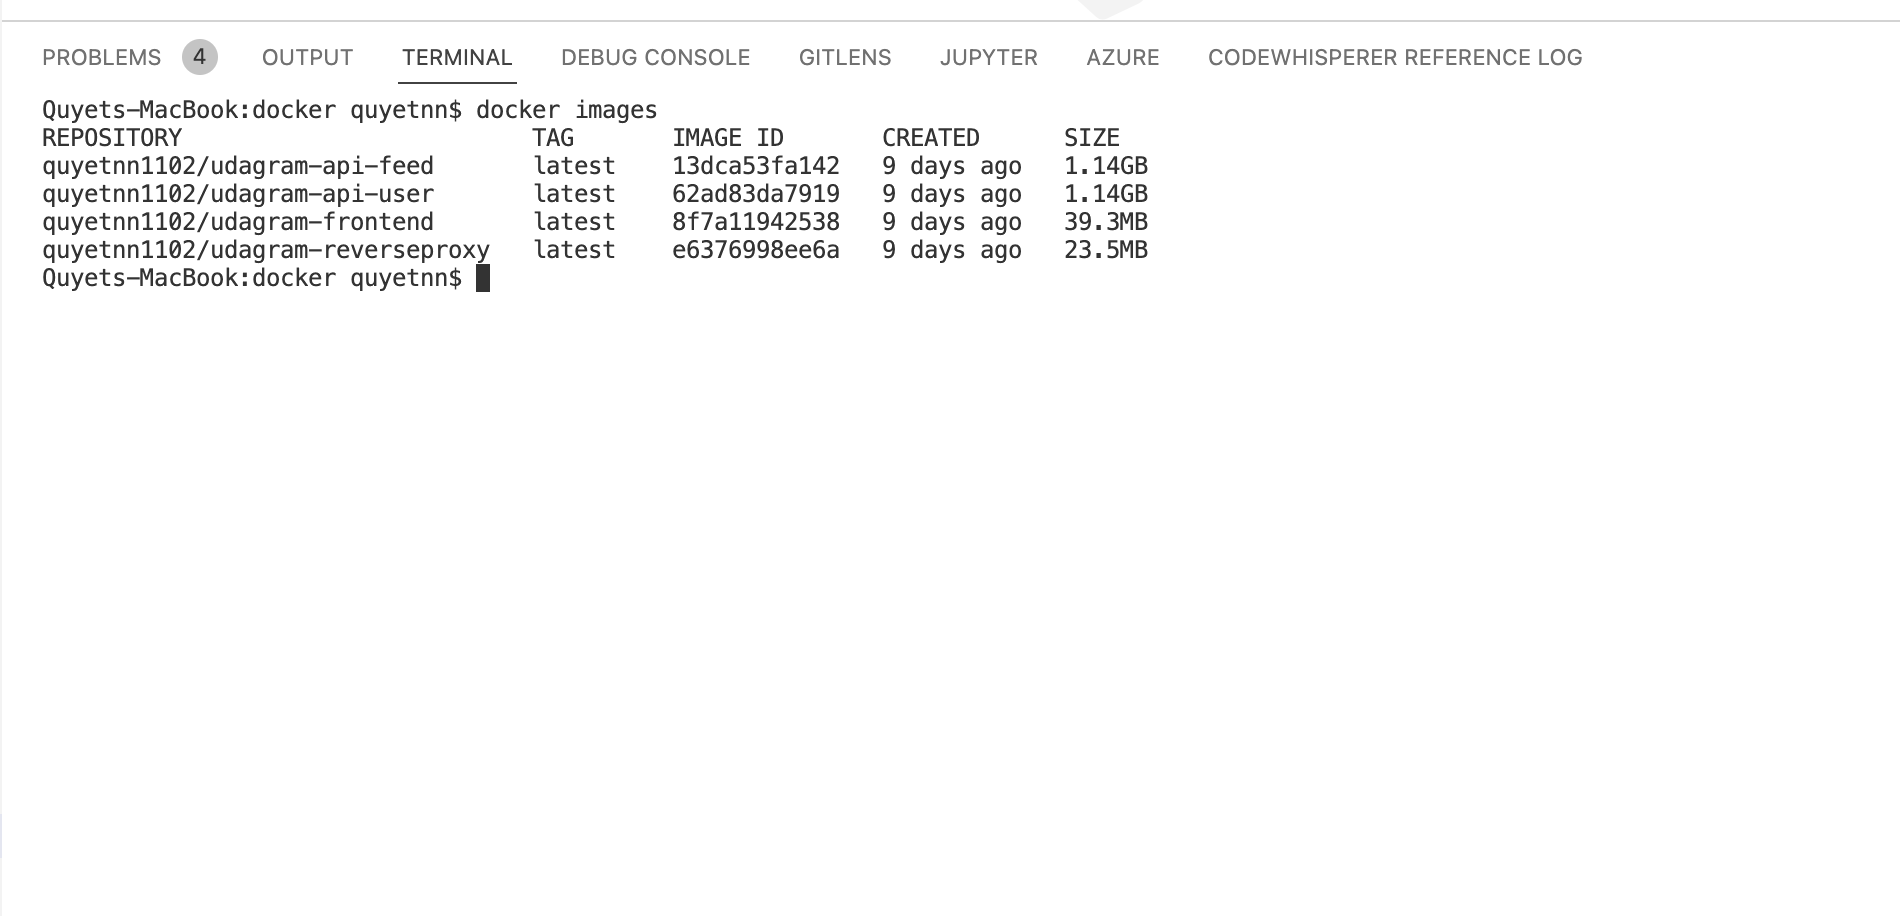 PROBLEMS 4 OUTPUT TERMINAL DEBUG CONSOLE GITLENS JUPYTER AZURE CODEWHISPERER REFERENCE LOG
Quyets-MacBook:docker quyetnn$ docker images
REPOSITORY TAG IMAGE ID CREATED SIZE
quyetnn1102/udagram-api-feed latest 13dca53fa142 9 days ago 1.14GB
quyetnn1102/udagram-api-user latest 62ad83da7919 9 days ago 1.14GB
quyetnn1102/udagram-frontend latest 8f7a11942538 9 days ago 39.3MB
quyetnn1102/udagram-reverseproxy latest e6376998ee6a 9 days ago 23.5MB
Quyets-MacBook:docker quyetnn$